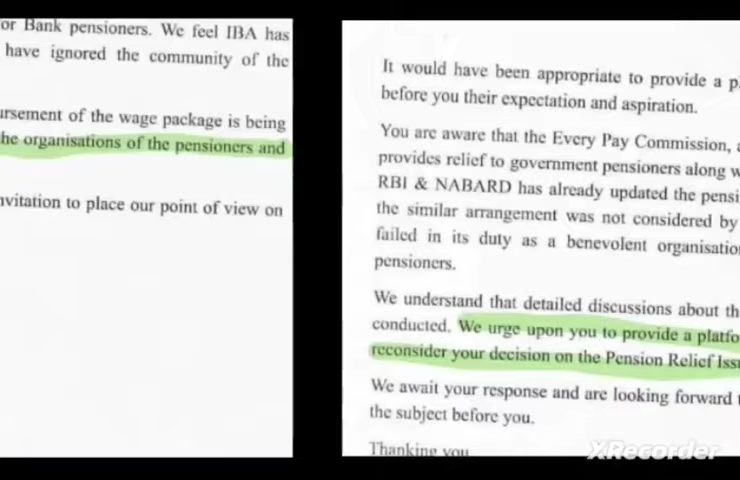 or Bank pensioners. We feel IBA has
have ignored the community of the
ursement of the wage package is being
he organisations of the pensioners and
nvitation to place our point of view on
It would have been appropriate to provide a pl
before you their expectation and aspiration.
You are aware that the Every Pay Commission, a
provides relief to government pensioners along w
RBI & NABARD has already updated the pensi
the similar arrangement was not considered by
failed in its duty as a benevolent organisatio
pensioners.
We understand that detailed discussions about th
conducted. We urge upon you to provide a platfo
reconsider your decision on the Pension Relief Iss
We await your response and are looking forward t
the subject before you.
Thanking you
XRecorder